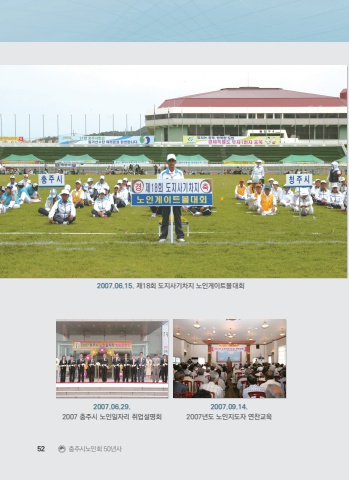 충주시
제18회 도지사기차지
노인게이트볼대회
청주시
2007.06.15. 제18회 도지사기차지 노인게이트볼대회
2007.06.29.
2007 충주시 노인일자리 취업설명회
2007.09.14.
2007년도 노인지도자 연찬교육
52 충주시노인회 50년사